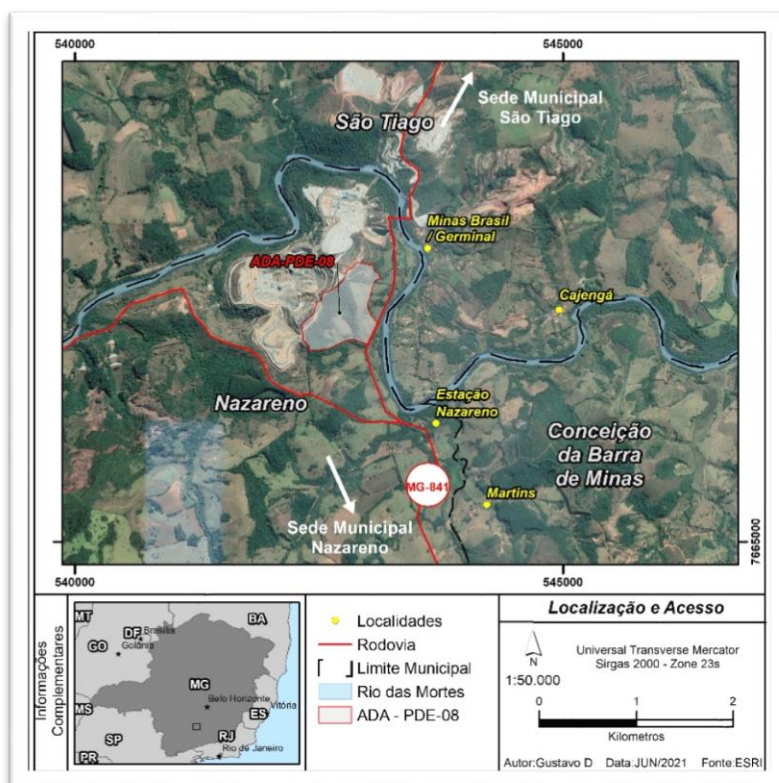 540000
545000
Sede Municipal
São Tiago
São Tiago
Minas Brasil
/ Germinal
ADA-PDE-08
Cajengá
Estação
Nazareno
Nazareno
Conceição
da Barra
de Minas
MG-841
Martins
Sede Municipal
Nazareno
7665000
540000
545000
Informações
Complementares
MT
BA
DF
Brasília
GO
Goiânia
MG
MS
Belo Horizonte
ES
Vitória
SP
RJ
Rio de Janeiro
PR
Localidades
Rodovia
Limite Municipal
Rio das Mortes
ADA - PDE-08
Localização e Acesso
N
1:50.000
Universal Transverse Mercator
Sirgas 2000 - Zone 23s
0 1 2
Kilometros
Autor:Gustavo D Data:JUN/2021 Fonte:ESRI